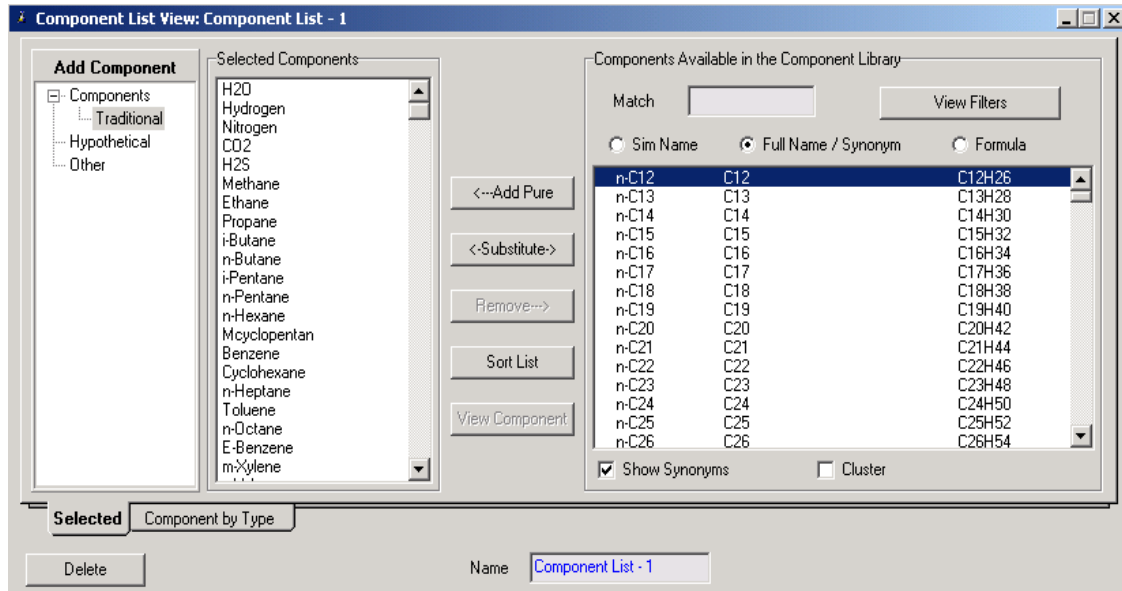 Component List View: Component List - 1
Add Component
Components
Traditional
Hypothetical
Other
Selected Components
H2O
Hydrogen
Nitrogen
CO2
H2S
Methane
Ethane
Propane
i-Butane
n-Butane
i-Pentane
n-Pentane
n-Hexane
Mcyclopentan
Benzene
Cyclohexane
n-Heptane
Toluene
n-Octane
E-Benzene
m-Xylene
<---Add Pure
<-Substitute->
Remove--->
Sort List
View Component
Components Available in the Component Library
Match
View Filters
Sim Name Full Name / Synonym Formula
n-C12 C12 C12H26
n-C13 C13 C13H28
n-C14 C14 C14H30
n-C15 C15 C15H32
n-C16 C16 C16H34
n-C17 C17 C17H36
n-C18 C18 C18H38
n-C19 C19 C19H40
n-C20 C20 C20H42
n-C21 C21 C21H44
n-C22 C22 C22H46
n-C23 C23 C23H48
n-C24 C24 C24H50
n-C25 C25 C25H52
n-C26 C26 C26H54
Show Synonyms Cluster
Selected Component by Type
Delete
Name Component List - 1